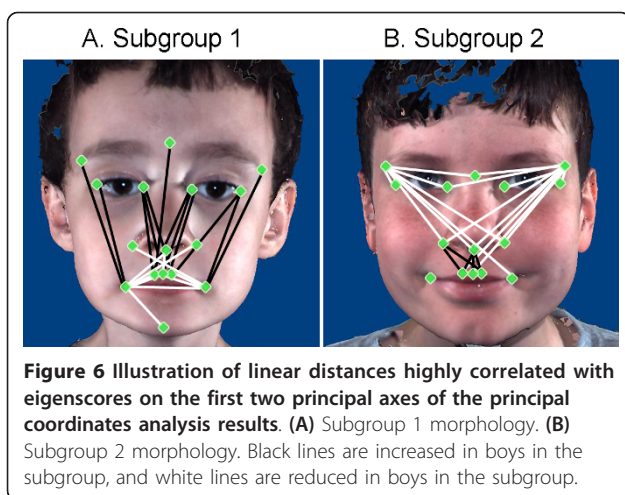 A. Subgroup 1
B. Subgroup 2
Figure 6 Illustration of linear distances highly correlated with
eigenscores on the first two principal axes of the principal
coordinates analysis results. (A) Subgroup 1 morphology. (B)
Subgroup 2 morphology. Black lines are increased in boys in the
subgroup, and white lines are reduced in boys in the subgroup.